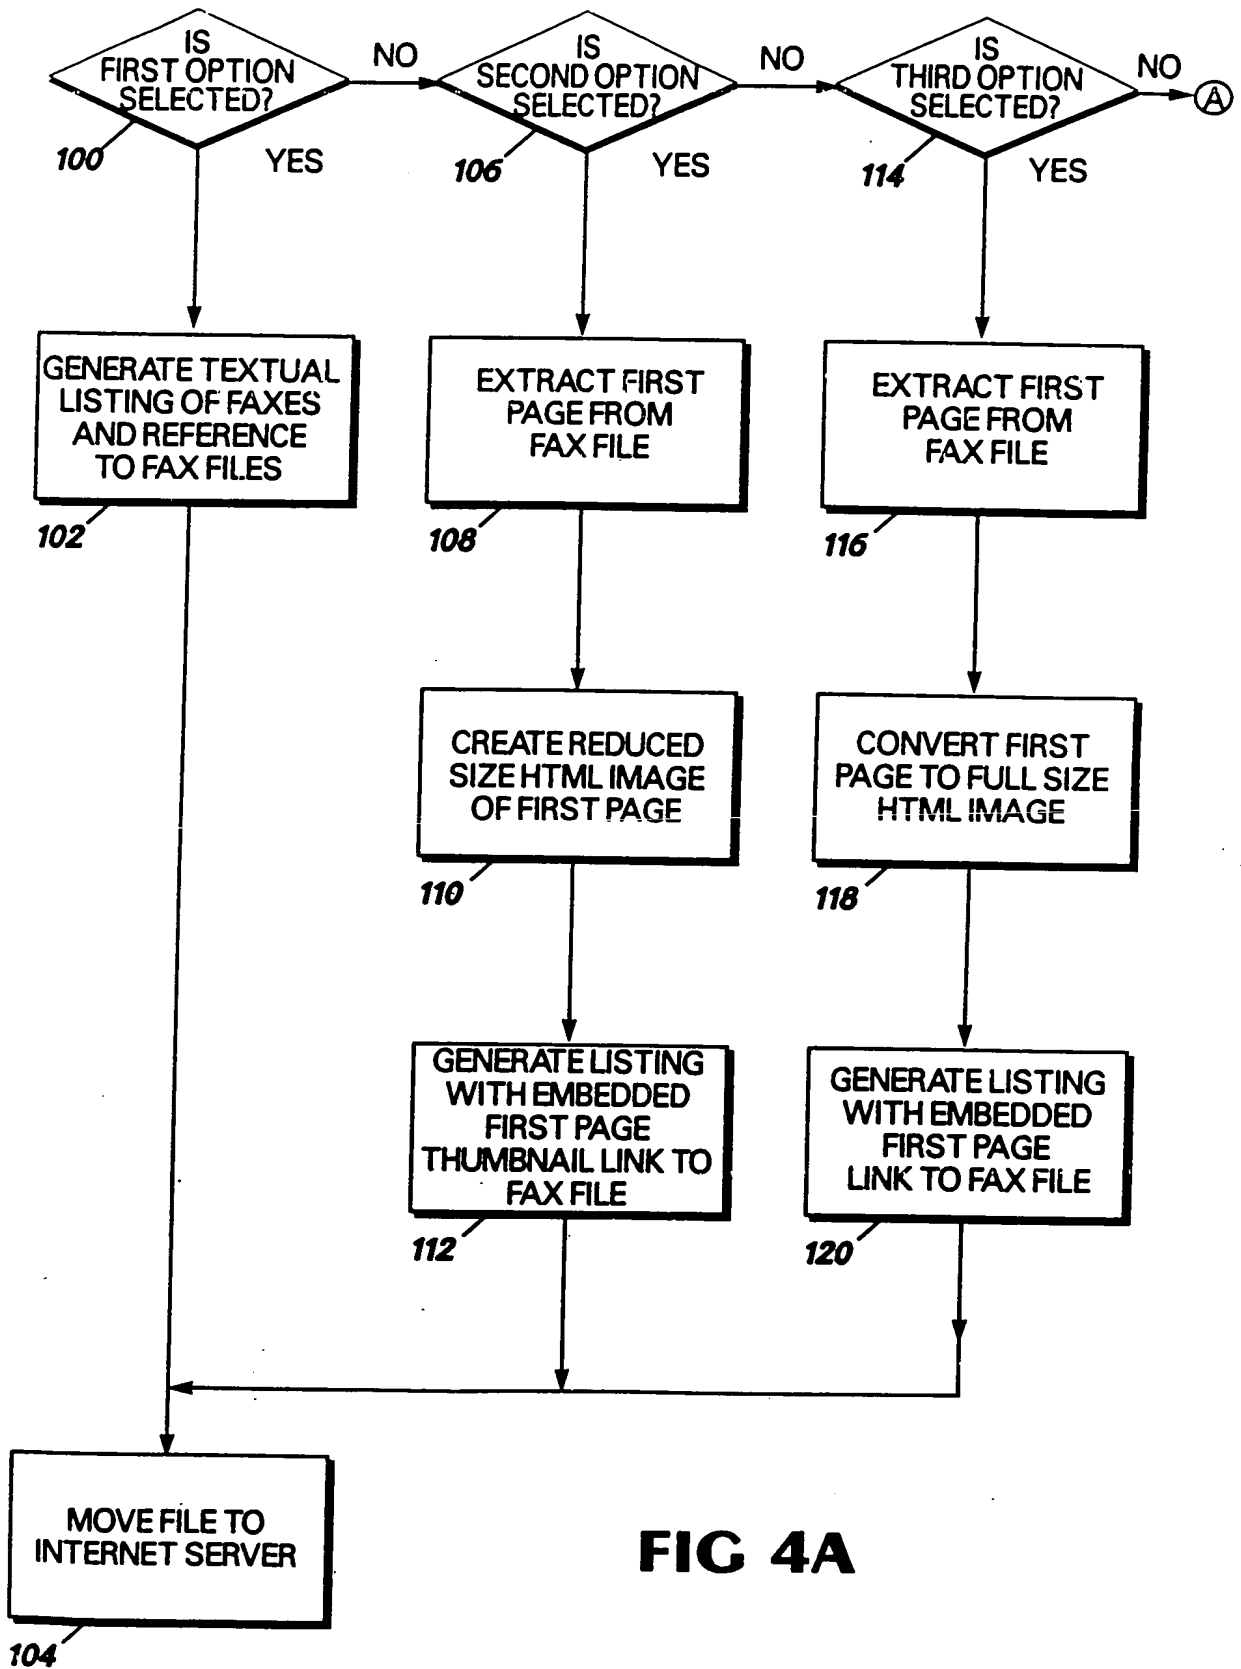 IS
FIRST OPTION
SELECTED?
NO
IS
SECOND OPTION
SELECTED?
NO
IS
THIRD OPTION
SELECTED?
NO
A
100
YES
106
YES
114
YES
GENERATE TEXTUAL
LISTING OF FAXES
AND REFERENCE
TO FAX FILES
102
EXTRACT FIRST
PAGE FROM
FAX FILE
108
EXTRACT FIRST
PAGE FROM
FAX FILE
116
CREATE REDUCED
SIZE HTML IMAGE
OF FIRST PAGE
110
CONVERT FIRST
PAGE TO FULL SIZE
HTML IMAGE
118
GENERATE LISTING
WITH EMBEDDED
FIRST PAGE
THUMBNAIL LINK TO
FAX FILE
112
GENERATE LISTING
WITH EMBEDDED
FIRST PAGE
LINK TO FAX FILE
120
MOVE FILE TO
INTERNET SERVER
104
FIG 4A